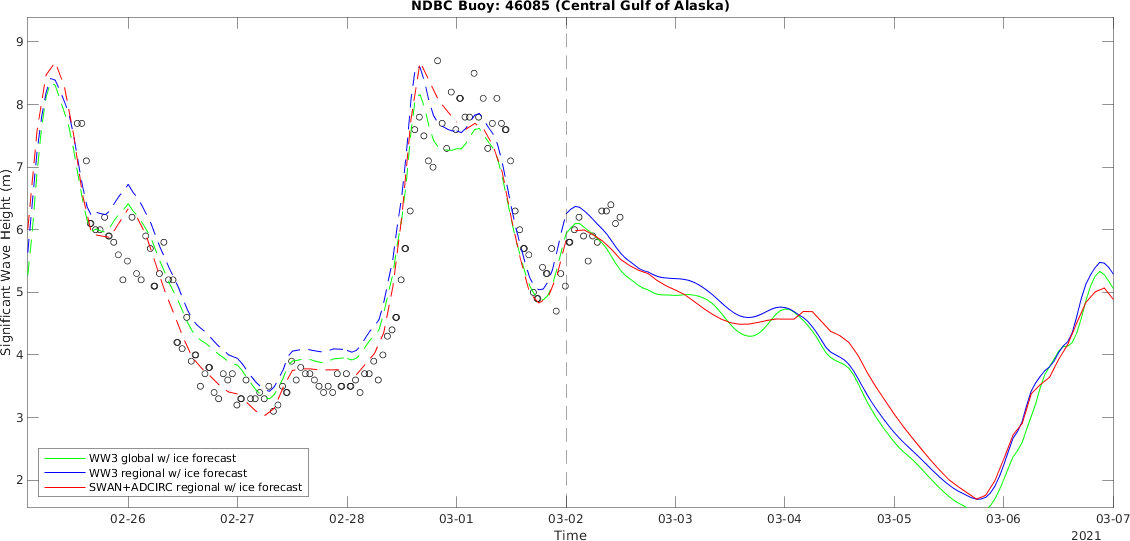 NDBC Buoy: 46085 (Central Gulf of Alaska)
9
8
7
6
5
4
3
2
Significant Wave Height (m)
WW3 global w/ ice forecast
WW3 regional w/ ice forecast
SWAN+ADCIRC regional w/ ice forecast
02-26 02-27 02-28 03-01 03-02 03-03 03-04 03-05 03-06 03-07
Time
2021